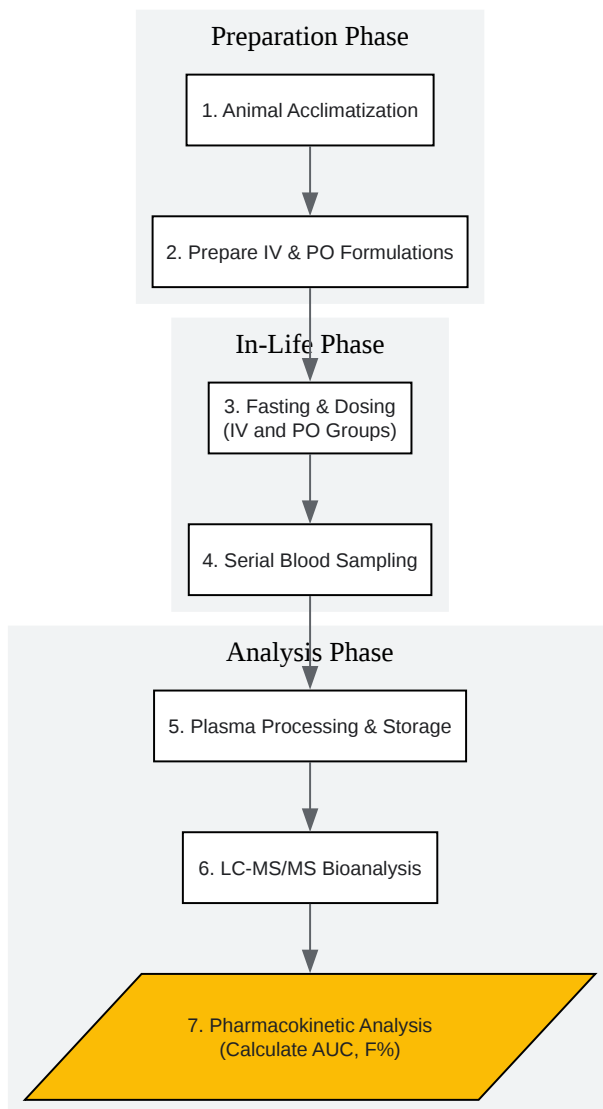 Preparation Phase
1. Animal Acclimatization
2. Prepare IV & PO Formulations
In-Life Phase
3. Fasting & Dosing
(IV and PO Groups)
4. Serial Blood Sampling
Analysis Phase
5. Plasma Processing & Storage
6. LC-MS/MS Bioanalysis
7. Pharmacokinetic Analysis
(Calculate AUC, F%)